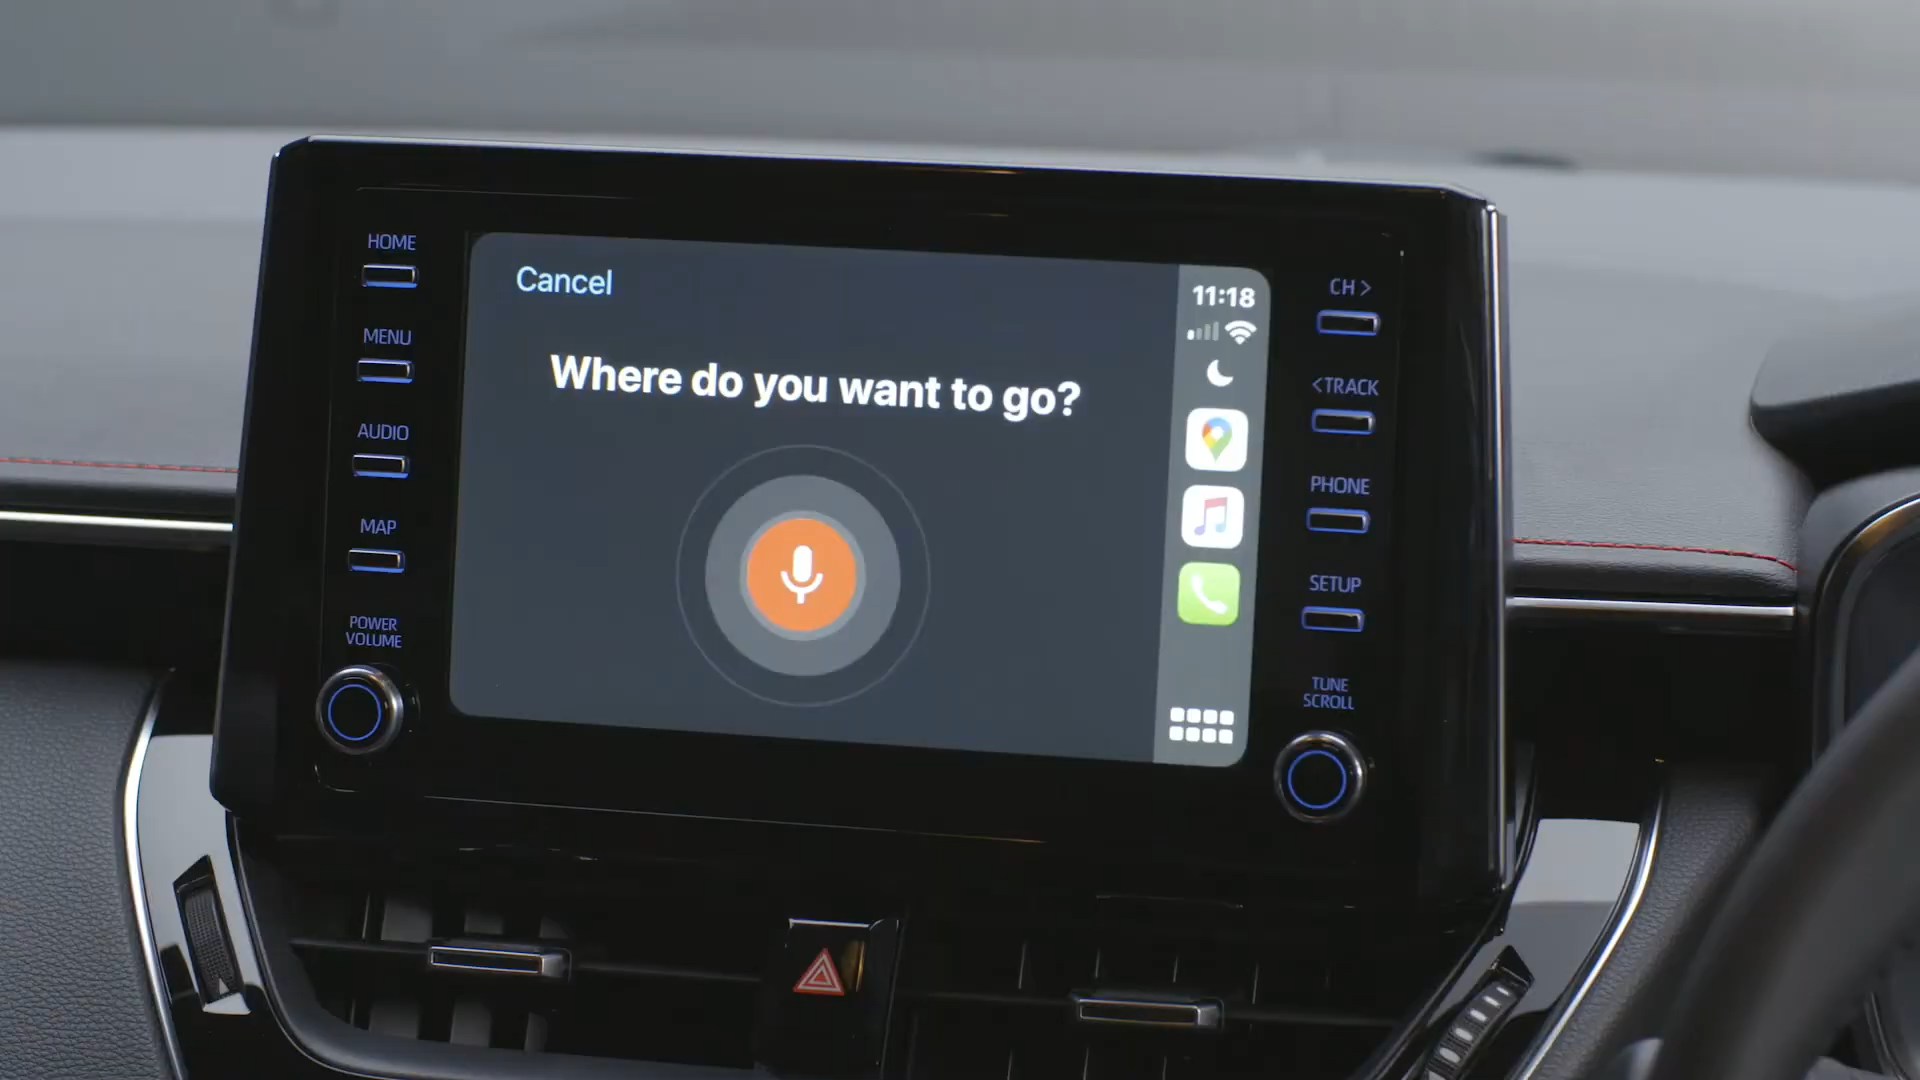 HOME
MENU
AUDIO
MAP
POWER
VOLUME
Cancel
Where do you want to go?
11:18
CH >
<TRACK
PHONE
SETUP
TUNE
SCROLL